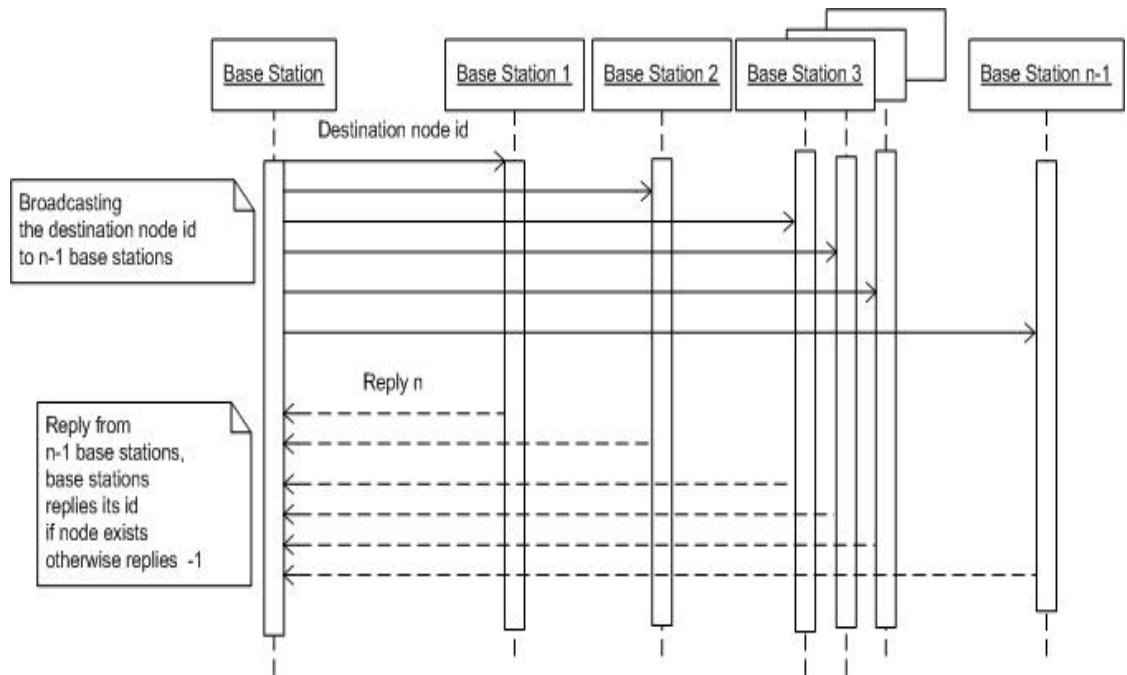 Base Station
Base Station 1
Base Station 2
Base Station 3
Base Station n-1
Destination node id
Broadcasting
the destination node id
to n-1 base stations
Reply n
Reply from
n-1 base stations,
base stations
replies its id
if node exists
otherwise replies -1